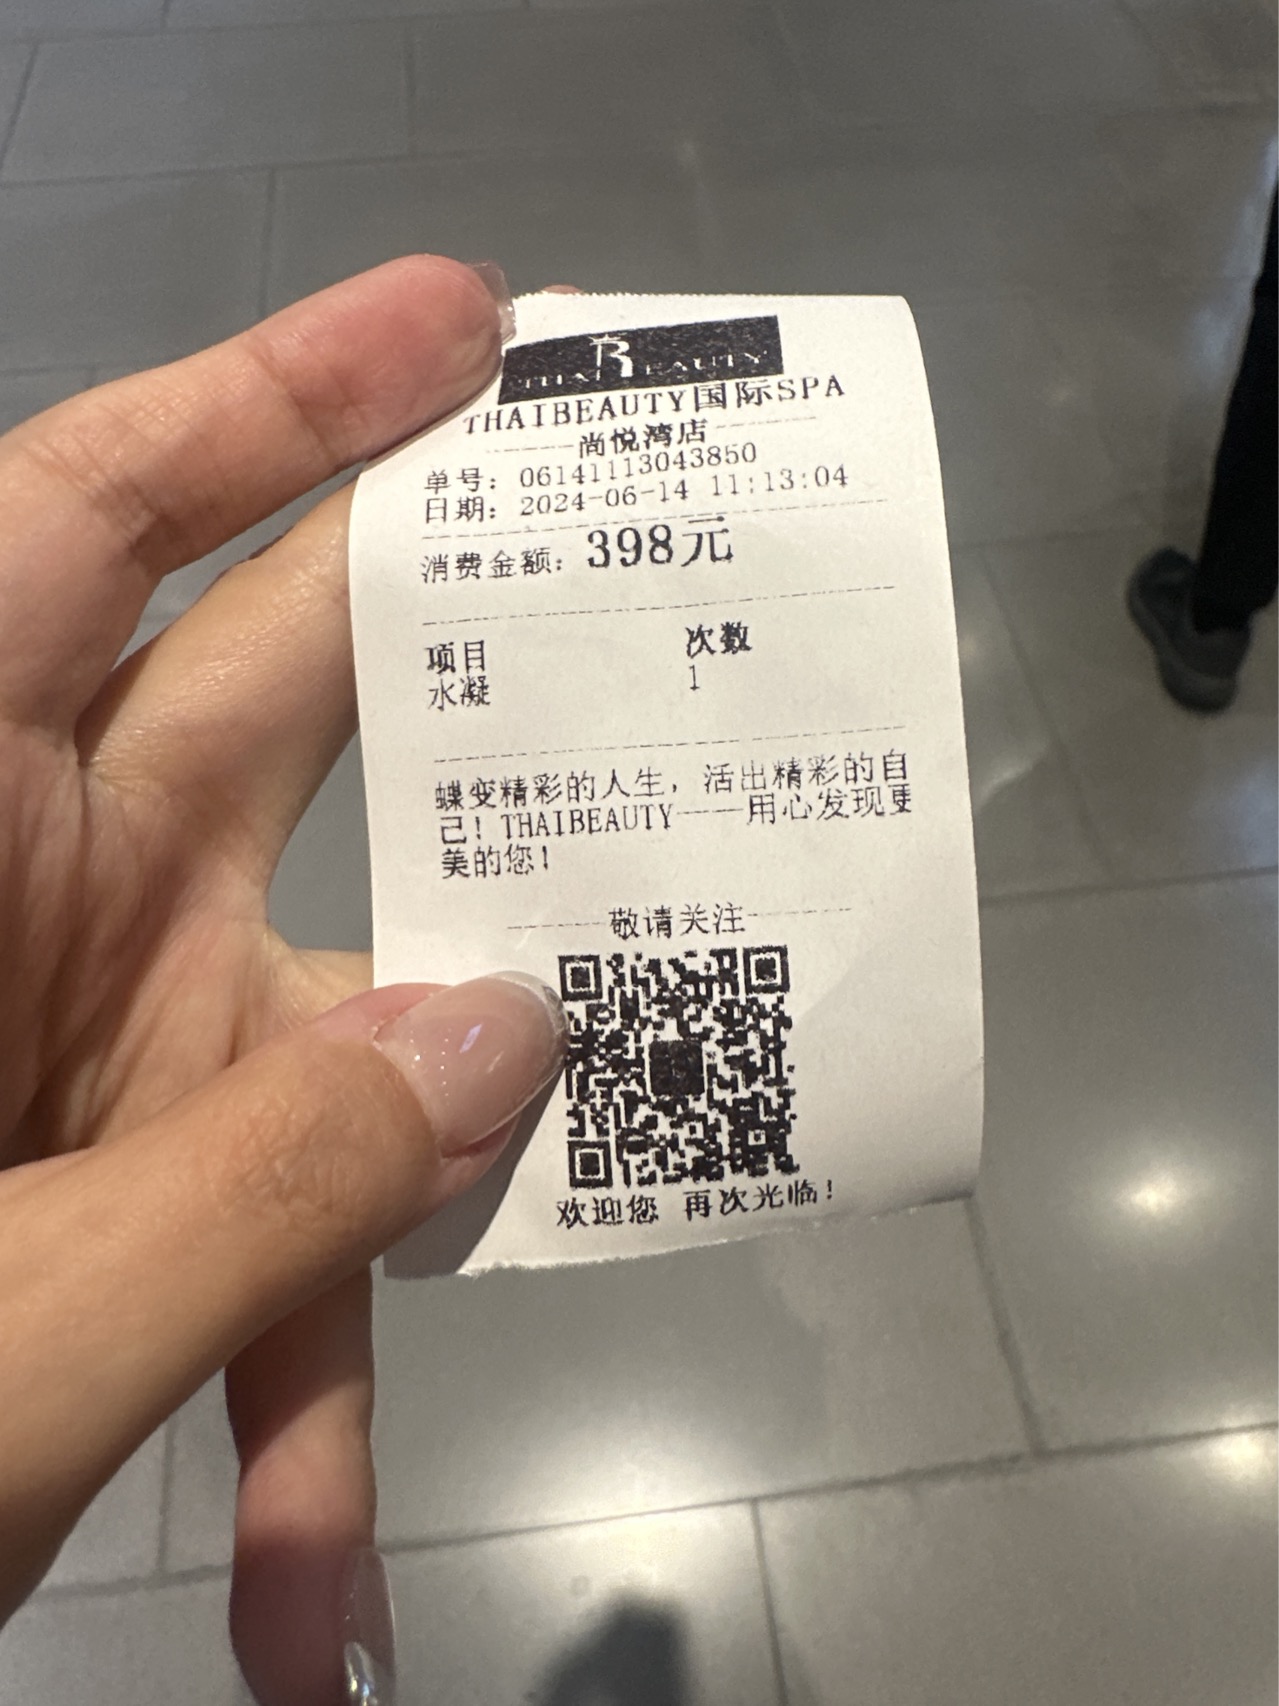 THAI BEAUTY
THAIBEAUTY国际SPA
尚悦湾店
单号：06141113043850
日期：2024-06-14 11:13:04
消费金额：398元
项目 次数
水凝 1
蝶变精彩的人生，活出精彩的自
己！THAIBEAUTY——用心发现更
美的您！
敬请关注
欢迎您 再次光临！